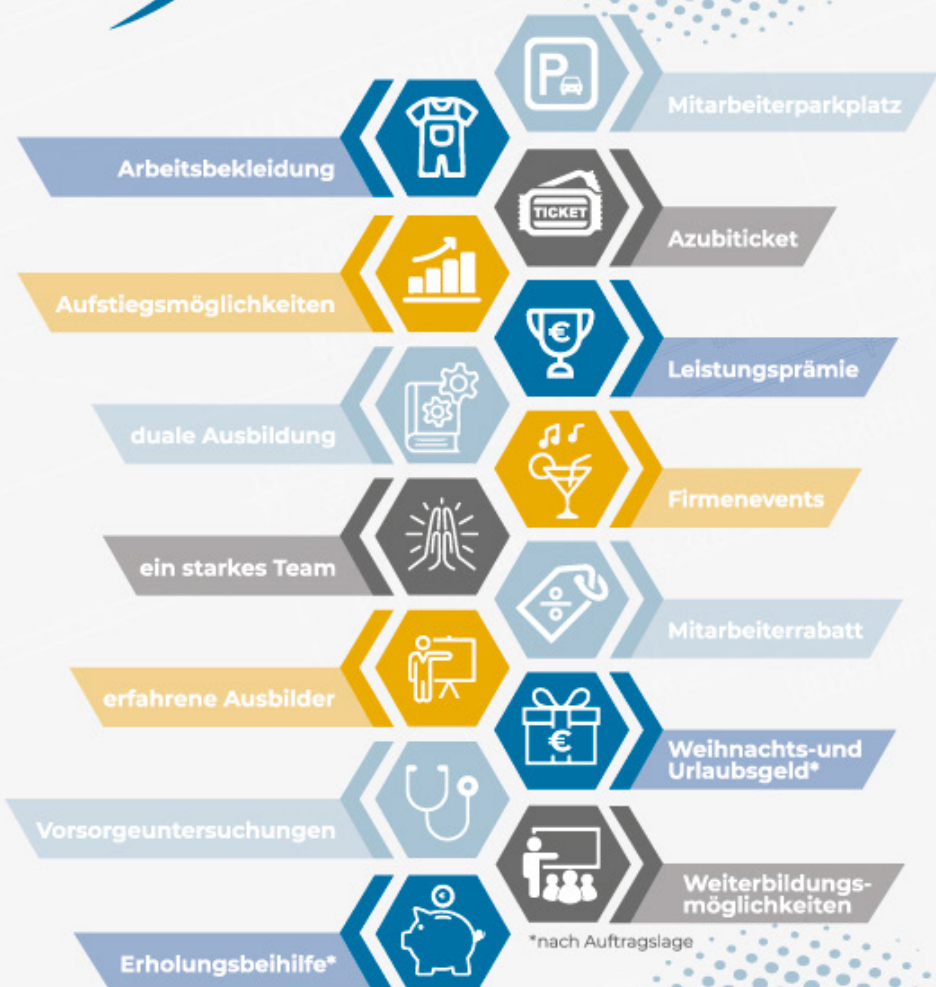 Mitarbeiterparkplatz
P
Arbeitsbekleidung
Azubiticket
TICKET
Aufstiegsmöglichkeiten
Leistungsprämie
€
duale Ausbildung
Firmenevents
ein starkes Team
Mitarbeiterrabatt
%
erfahrene Ausbilder
Weihnachts-und
Urlaubsgeld*
€
Vorsorgeuntersuchungen
Weiterbildungs-
möglichkeiten
*nach Auftragslage
Erholungsbeihilfe*
€